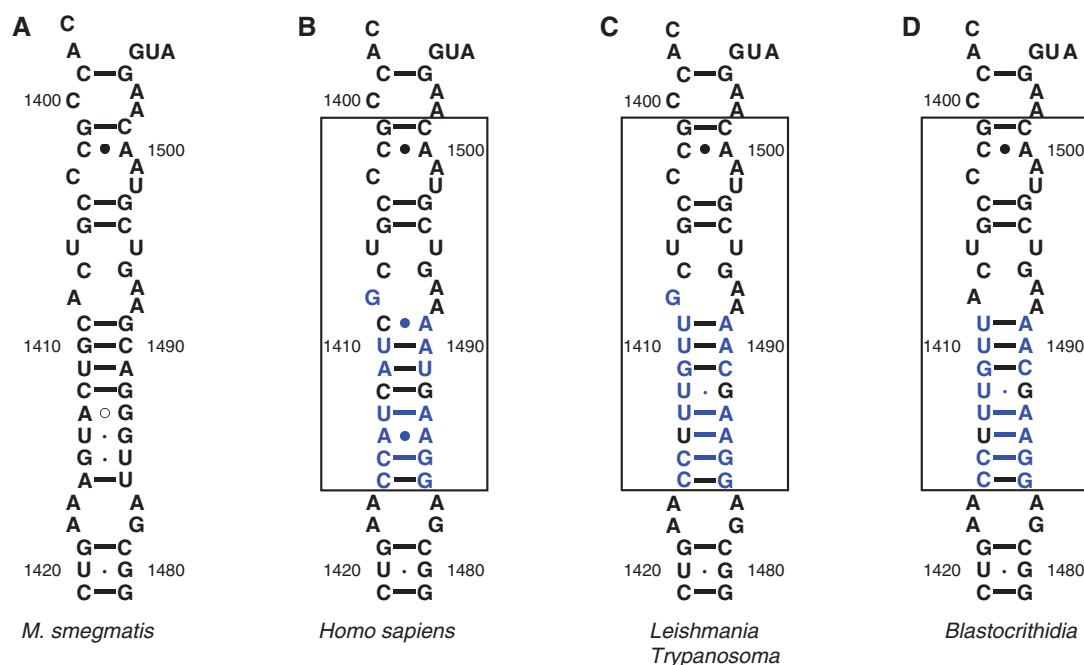 A
C
A GUA
C G
A
1400 C A
G C
C A 1500
C A
U
C G
G C
U U
C G
A
A A
C G
1410 G C 1490
U A
C G
A G
U G
G U
A U
A A
A G
G C
1420 U G 1480
C G
M. smegmatis
B
C
A GUA
C G
A
1400 C A
G C
C A 1500
C A
U
C G
G C
U U
C G
A
G A
C A
1410 U A 1490
A U
C G
U A
A A
C G
C G
A A
A G
G C
1420 U G 1480
C G
Homo sapiens
C
C
A GUA
C G
A
1400 C A
G C
C A 1500
C A
U
C G
G C
U U
C G
A
G A
U A
1410 U A 1490
G C
U G
U A
U A
C G
C G
A A
A G
G C
1420 U G 1480
C G
Leishmania
Trypanosoma
D
C
A GUA
C G
A
1400 C A
G C
C A 1500
C A
U
C G
G C
U U
C G
A
A A
U A
1410 U A 1490
G C
U G
U A
U A
C G
C G
A A
A G
G C
1420 U G 1480
C G
Blastocrithidia